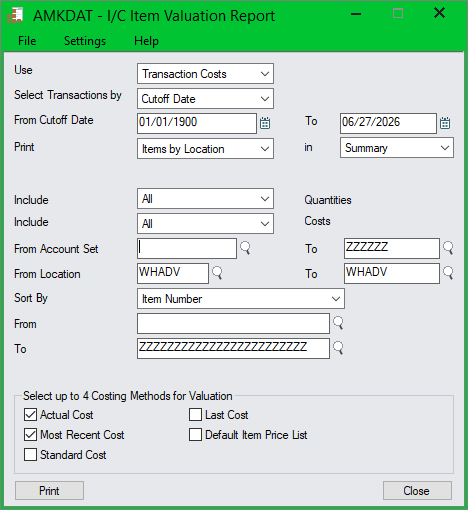 AMKDAT - I/C Item Valuation Report
File Settings Help
Use Transaction Costs
Select Transactions by Cutoff Date
From Cutoff Date 01/01/1900 To 06/27/2026
Print Items by Location in Summary
Include All Quantities
Include All Costs
From Account Set To ZZZZZZ
From Location WHADV To WHADV
Sort By Item Number
From
To ZZZZZZZZZZZZZZZZZZZZZZZZ
Select up to 4 Costing Methods for Valuation
Actual Cost Last Cost
Most Recent Cost Default Item Price List
Standard Cost
Print Close